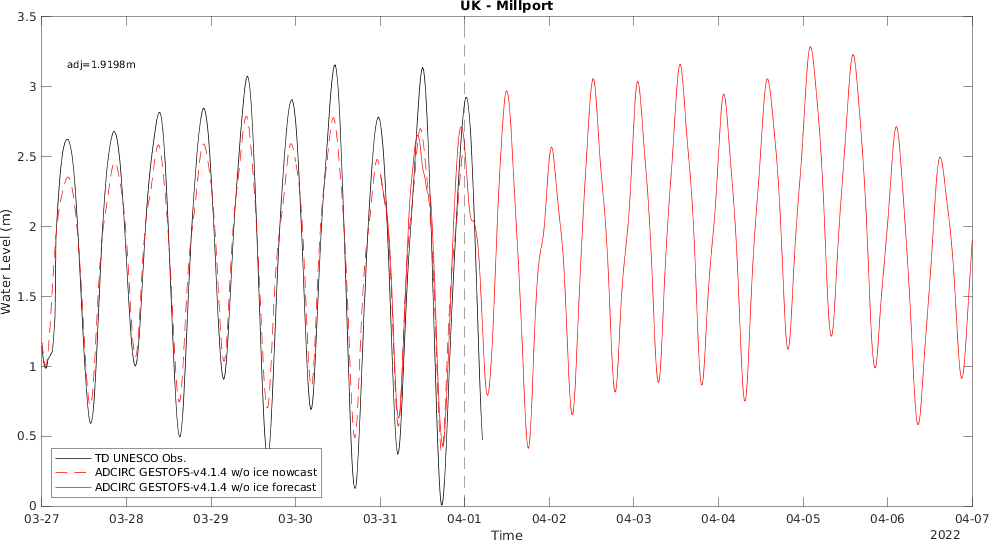 UK - Millport
3.5
3
2.5
2
1.5
1
0.5
0
Water Level (m)
adj=1.9198m
TD UNESCO Obs.
ADCIRC GESTOFS-v4.1.4 w/o ice nowcast
ADCIRC GESTOFS-v4.1.4 w/o ice forecast
03-27 03-28 03-29 03-30 03-31 04-01 04-02 04-03 04-04 04-05 04-06 04-07
Time
2022